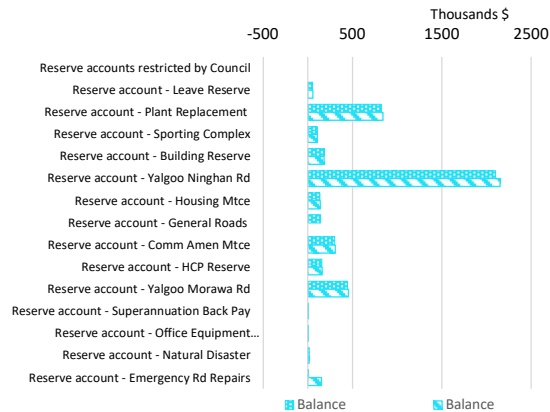 Thousands $
-500 500 1500 2500
Reserve accounts restricted by Council
Reserve account - Leave Reserve
Reserve account - Plant Replacement
Reserve account - Sporting Complex
Reserve account - Building Reserve
Reserve account - Yalgoo Ninghan Rd
Reserve account - Housing Mtce
Reserve account - General Roads
Reserve account - Comm Amen Mtce
Reserve account - HCP Reserve
Reserve account - Yalgoo Morawa Rd
Reserve account - Superannuation Back Pay
Reserve account - Office Equipment…
Reserve account - Natural Disaster
Reserve account - Emergency Rd Repairs
Balance Balance